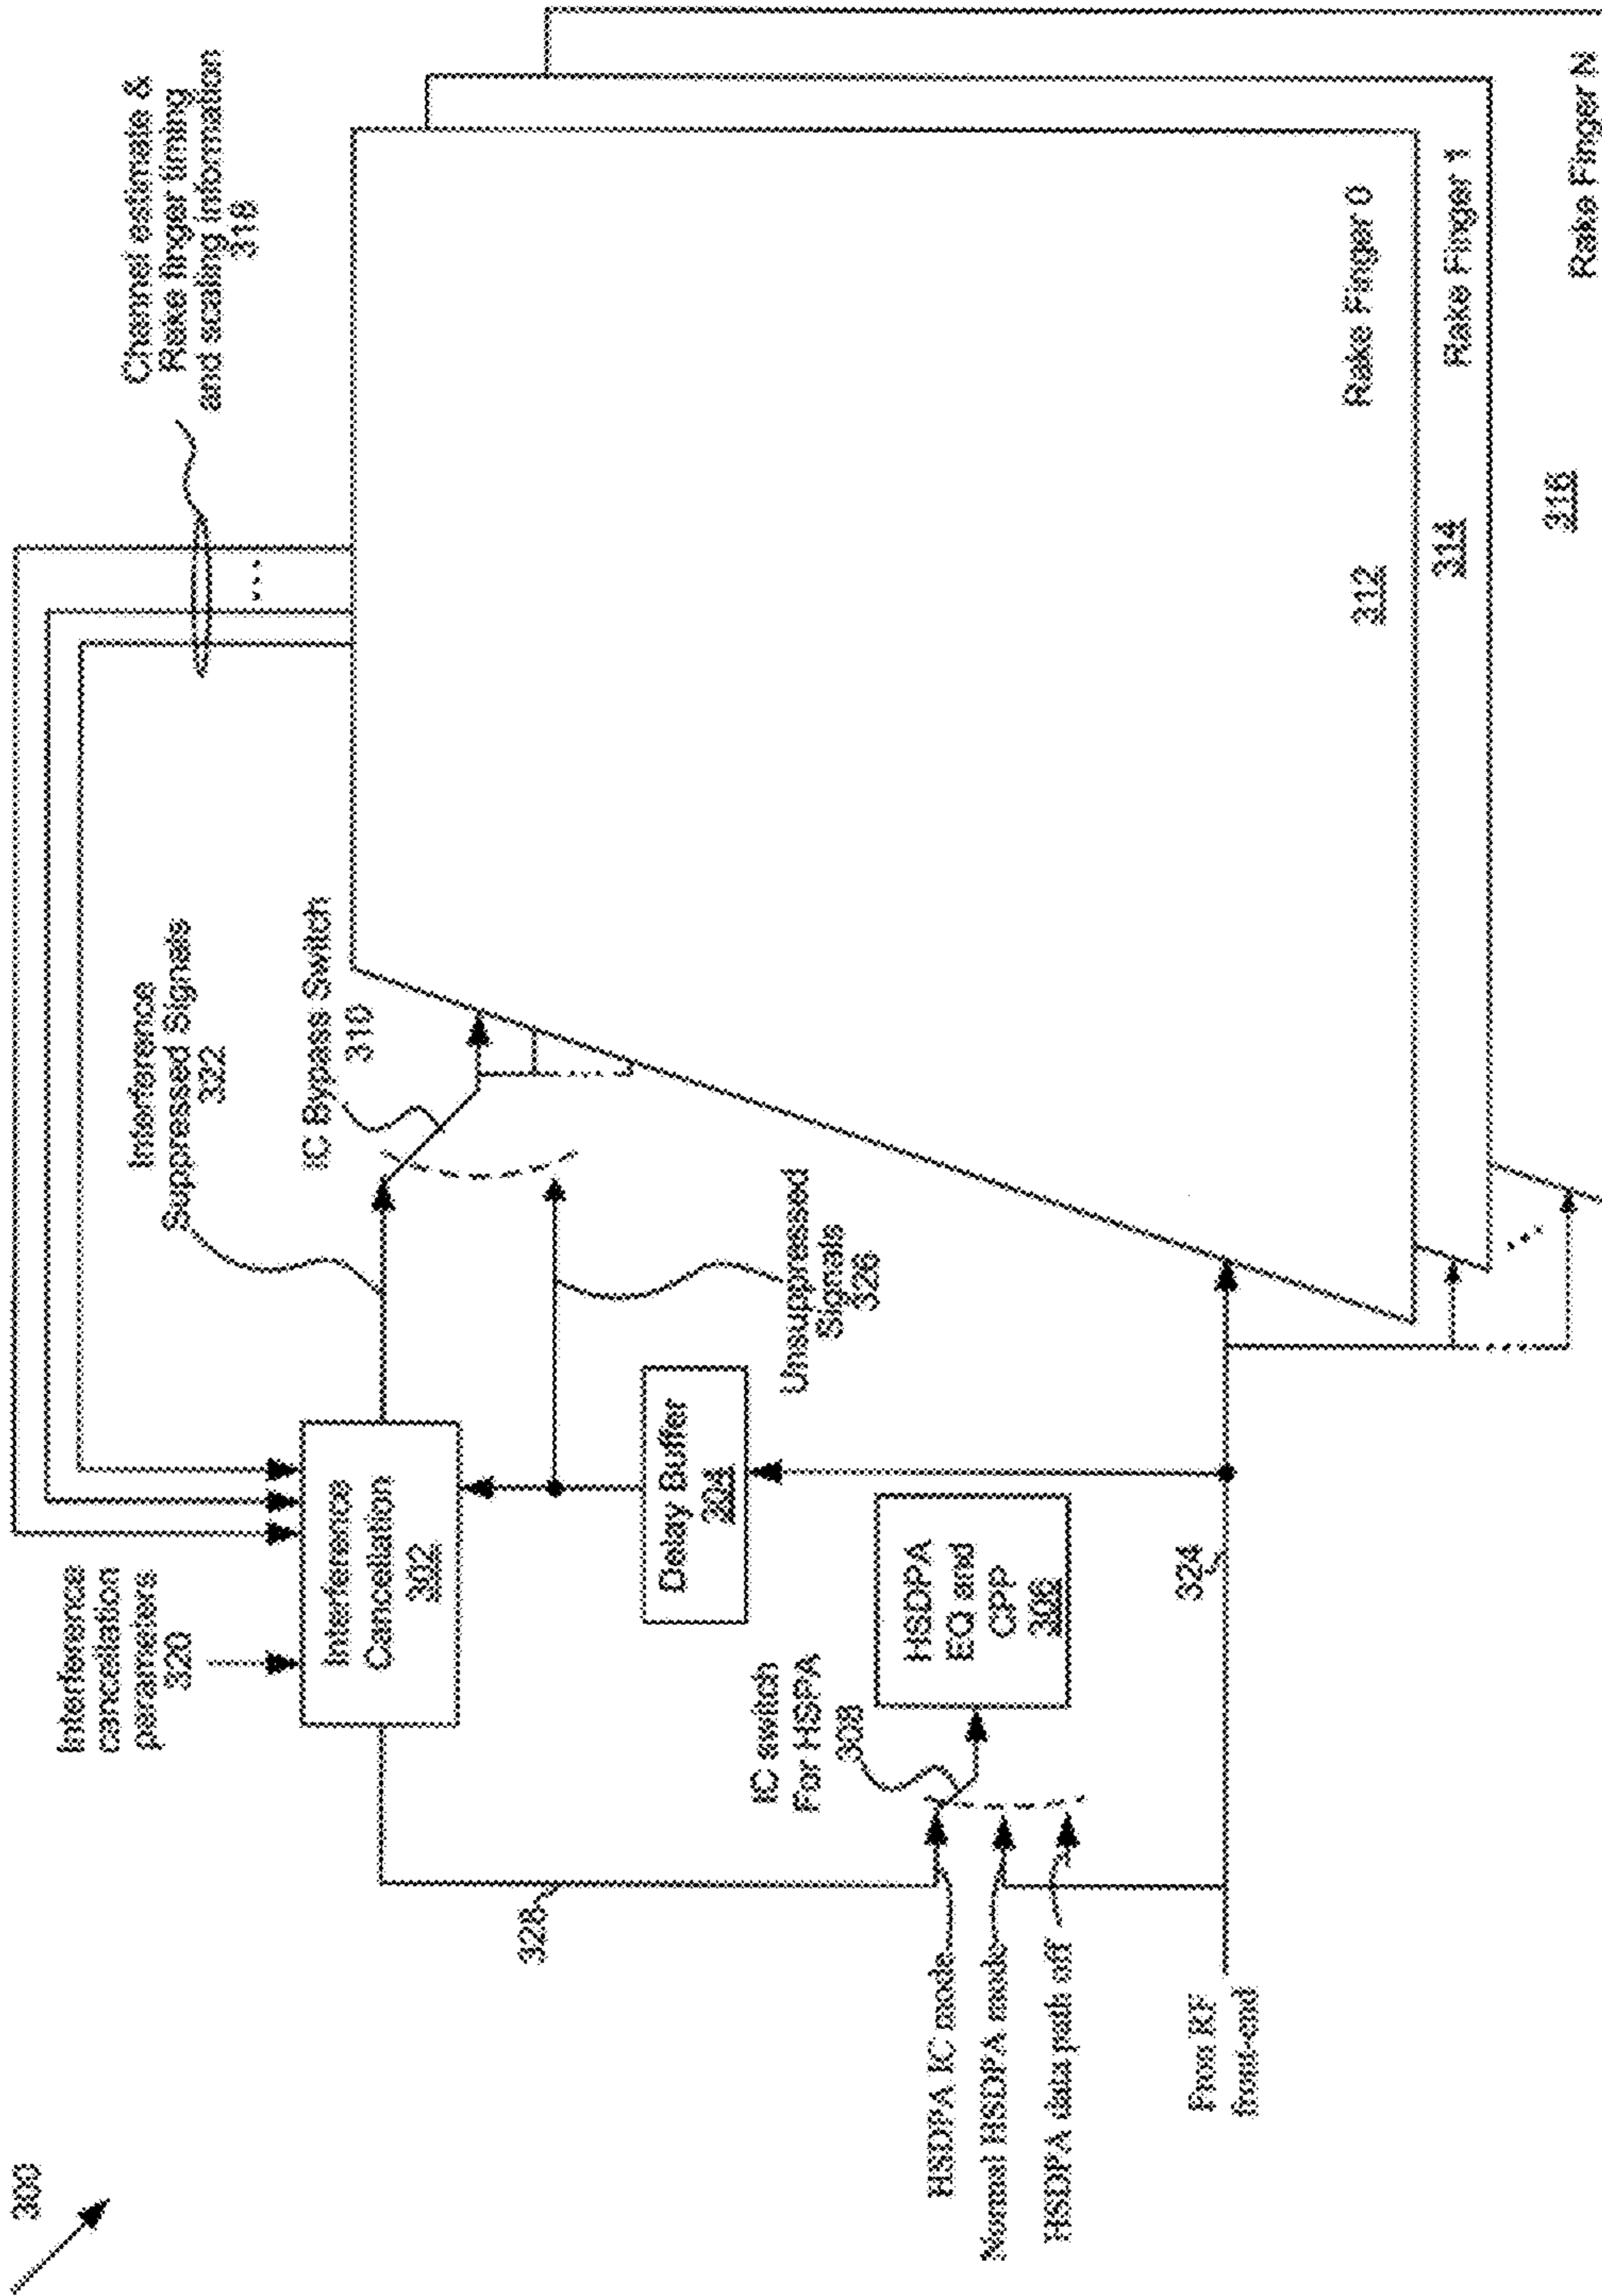 300
Channel estimate &
Rake finger timing
and scaling information
318
Interference
cancellation
parameters
320
Interference
Suppressed Signals
322
IC Bypass Switch
310
Interference
Cancellation
302
328
Delay Buffer
304
Unsuppressed
Signals
326
IC switch
For HSPA
308
HSDPA
EQ and
CPP
306
HSDPA IC mode
Normal HSDPA mode
HSDPA data path off
From RF
front-end
324
Rake Finger 0
312
Rake Finger 1
314
Rake Finger N
316